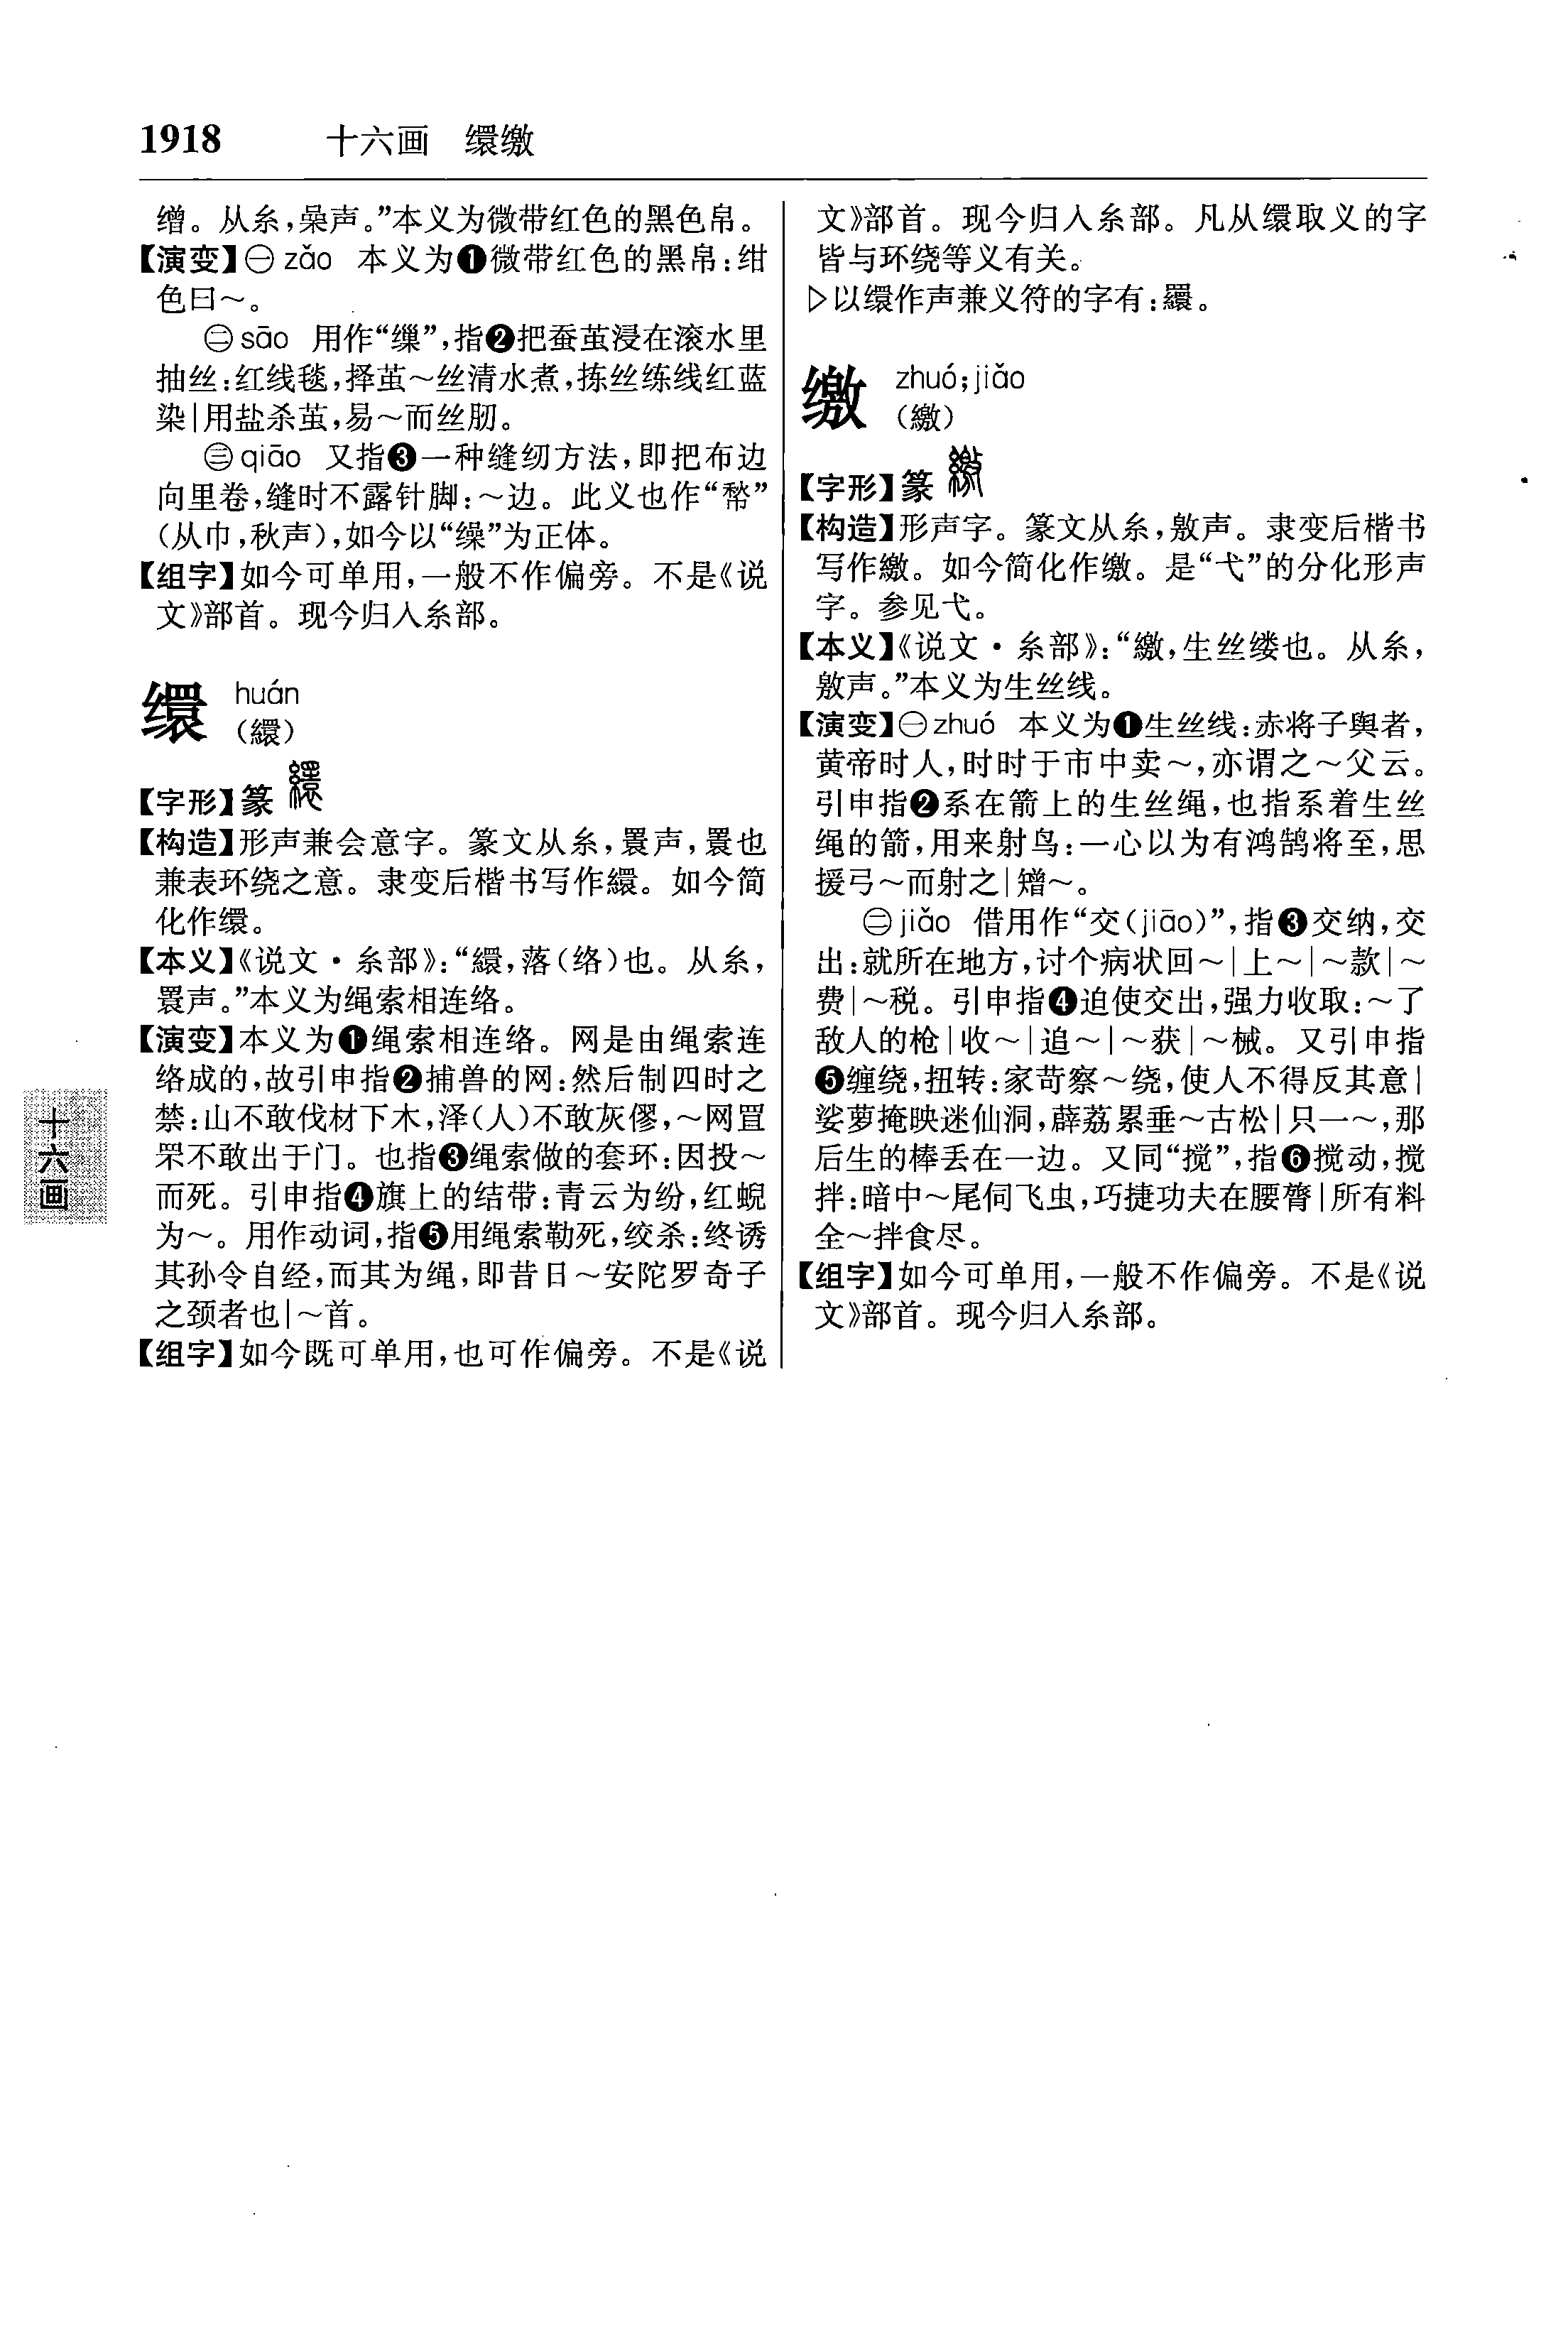 1918 十六画 缳缴
缯。从糸,喿声。”本义为微带红色的黑色帛。
【演变】㊀zǎo 本义为❶微带红色的黑帛:绀
色曰～。
㊁sāo 用作“缫”,指❷把蚕茧浸在滚水里
抽丝:红线毯,择茧～丝清水煮,拣丝练线红蓝
染|用盐杀茧,易～而丝肕。
㊂qiāo 又指❸一种缝纫方法,即把布边
向里卷,缝时不露针脚:～边。此义也作“幦”
(从巾,秋声),如今以“缲”为正体。
【组字】如今可单用,一般不作偏旁。不是《说
文》部首。现今归入糸部。
缳 huán
(繯)
【字形】篆
【构造】形声兼会意字。篆文从糸,瞏声,瞏也
兼表环绕之意。隶变后楷书写作繯。如今简
化作缳。
【本义】《说文·糸部》:“繯,落(络)也。从糸,
瞏声。”本义为绳索相连络。
【演变】本义为❶绳索相连络。网是由绳索连
络成的,故引申指❷捕兽的网:然后制四时之
禁:山不敢伐材下木,泽(人)不敢灰僇,～网罝
罘不敢出于门。也指❸绳索做的套环:因投～
而死。引申指❹旗上的结带:青云为纷,红蜺
为～。用作动词,指❺用绳索勒死,绞杀:终诱
其孙令自经,而其为绳,即昔日～安陀罗奇子
之颈者也|～首。
【组字】如今既可单用,也可作偏旁。不是《说
文》部首。现今归入糸部。凡从缳取义的字
皆与环绕等义有关。
▷以缳作声兼义符的字有:䍺。
缴 zhuó;jiǎo
(繳)
【字形】篆
【构造】形声字。篆文从糸,敫声。隶变后楷书
写作繳。如今简化作缴。是“弋”的分化形声
字。参见弋。
【本义】《说文·糸部》:“繳,生丝缕也。从糸,
敫声。”本义为生丝线。
【演变】㊀zhuó 本义为❶生丝线:赤将子舆者,
黄帝时人,时时于市中卖～,亦谓之～父云。
引申指❷系在箭上的生丝绳,也指系着生丝
绳的箭,用来射鸟:一心以为有鸿鹄将至,思
援弓～而射之|矰～。
㊁jiǎo 借用作“交(jiāo)”,指❸交纳,交
出:就所在地方,讨个病状回～|上～|～款|～
费|～税。引申指❹迫使交出,强力收取:～了
敌人的枪|收～|追～|～获|～械。又引申指
❺缠绕,扭转:家苛察～绕,使人不得反其意|
娑萝掩映迷仙洞,薜荔累垂～古松|只一～,那
后生的棒丢在一边。又同“搅”,指❻搅动,搅
拌:暗中～尾伺飞虫,巧捷功夫在腰膂|所有料
全～拌食尽。
【组字】如今可单用,一般不作偏旁。不是《说
文》部首。现今归入糸部。
十六画